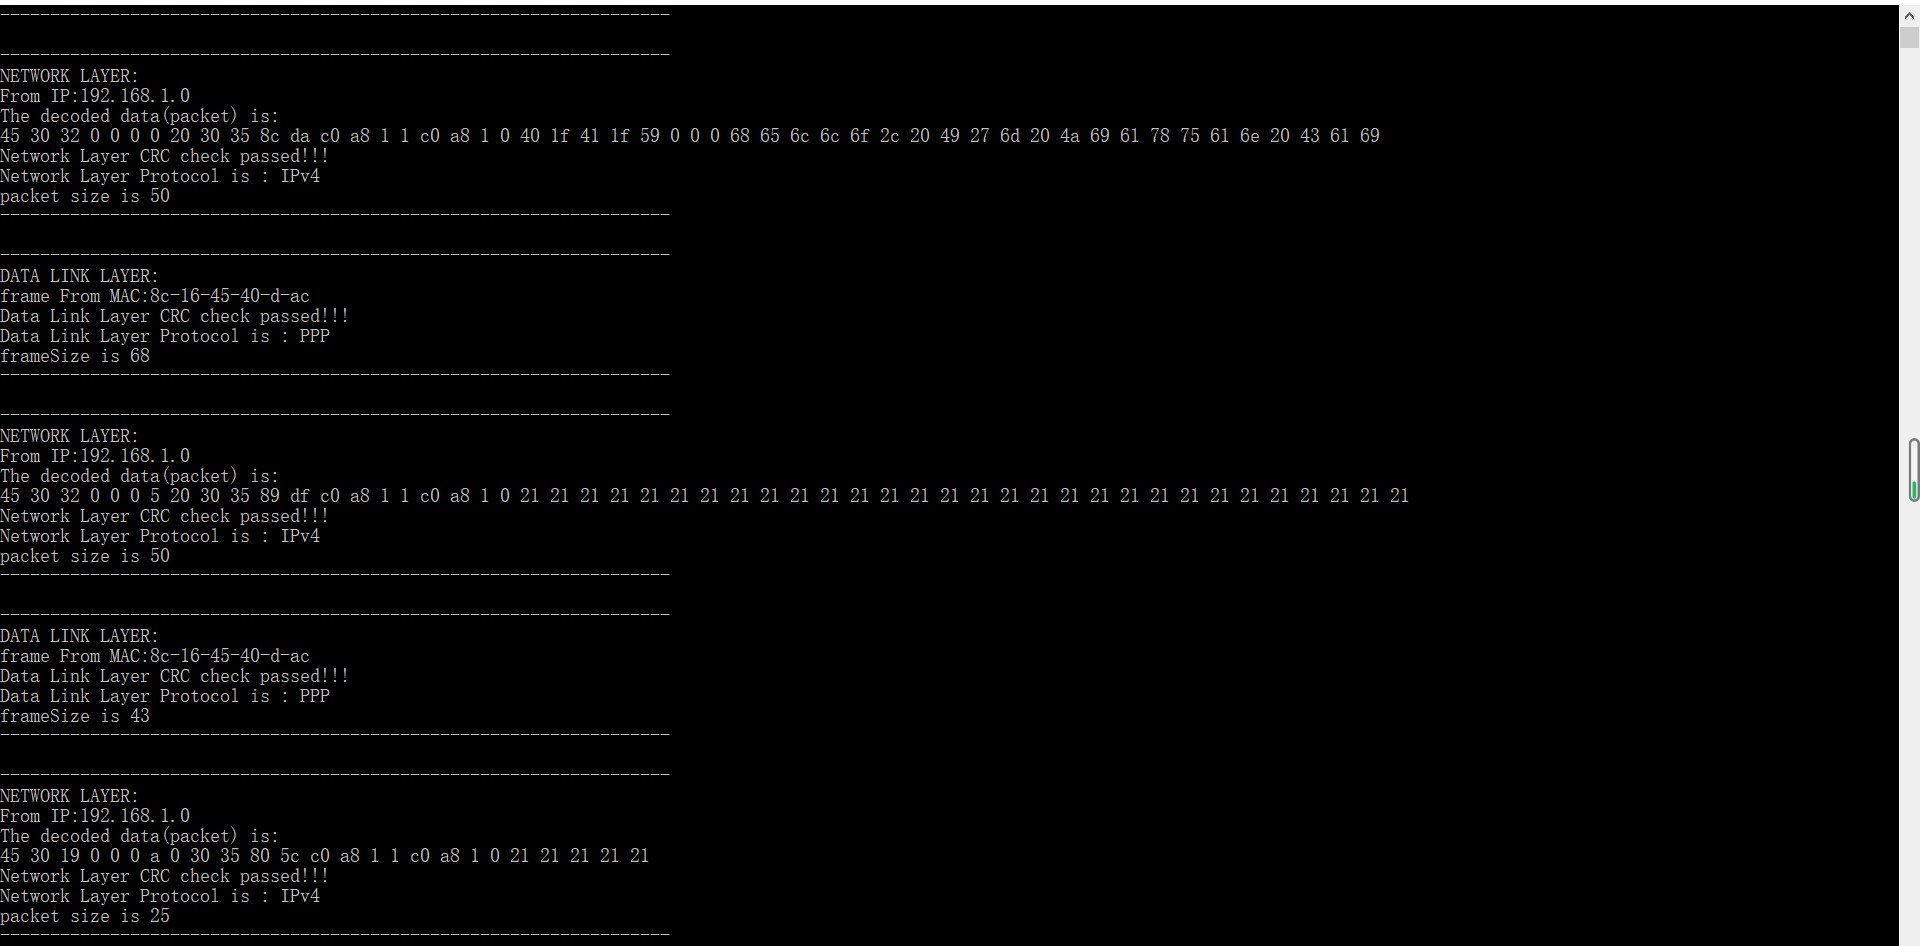 -------------------------------------------------------------------
-------------------------------------------------------------------
NETWORK LAYER:
From IP:192.168.1.0
The decoded data(packet) is:
45 30 32 0 0 0 0 20 30 35 8c da c0 a8 1 1 c0 a8 1 0 40 1f 41 1f 59 0 0 0 68 65 6c 6c 6f 2c 20 49 27 6d 20 4a 69 61 78 75 61 6e 20 43 61 69
Network Layer CRC check passed!!!
Network Layer Protocol is : IPv4
packet size is 50
-------------------------------------------------------------------
-------------------------------------------------------------------
DATA LINK LAYER:
frame From MAC:8c-16-45-40-d-ac
Data Link Layer CRC check passed!!!
Data Link Layer Protocol is : PPP
frameSize is 68
-------------------------------------------------------------------
-------------------------------------------------------------------
NETWORK LAYER:
From IP:192.168.1.0
The decoded data(packet) is:
45 30 32 0 0 0 5 20 30 35 89 df c0 a8 1 1 c0 a8 1 0 21 21 21 21 21 21 21 21 21 21 21 21 21 21 21 21 21 21 21 21 21 21 21 21 21 21 21 21 21 21
Network Layer CRC check passed!!!
Network Layer Protocol is : IPv4
packet size is 50
-------------------------------------------------------------------
-------------------------------------------------------------------
DATA LINK LAYER:
frame From MAC:8c-16-45-40-d-ac
Data Link Layer CRC check passed!!!
Data Link Layer Protocol is : PPP
frameSize is 43
-------------------------------------------------------------------
-------------------------------------------------------------------
NETWORK LAYER:
From IP:192.168.1.0
The decoded data(packet) is:
45 30 19 0 0 0 a 0 30 35 80 5c c0 a8 1 1 c0 a8 1 0 21 21 21 21 21
Network Layer CRC check passed!!!
Network Layer Protocol is : IPv4
packet size is 25
-------------------------------------------------------------------